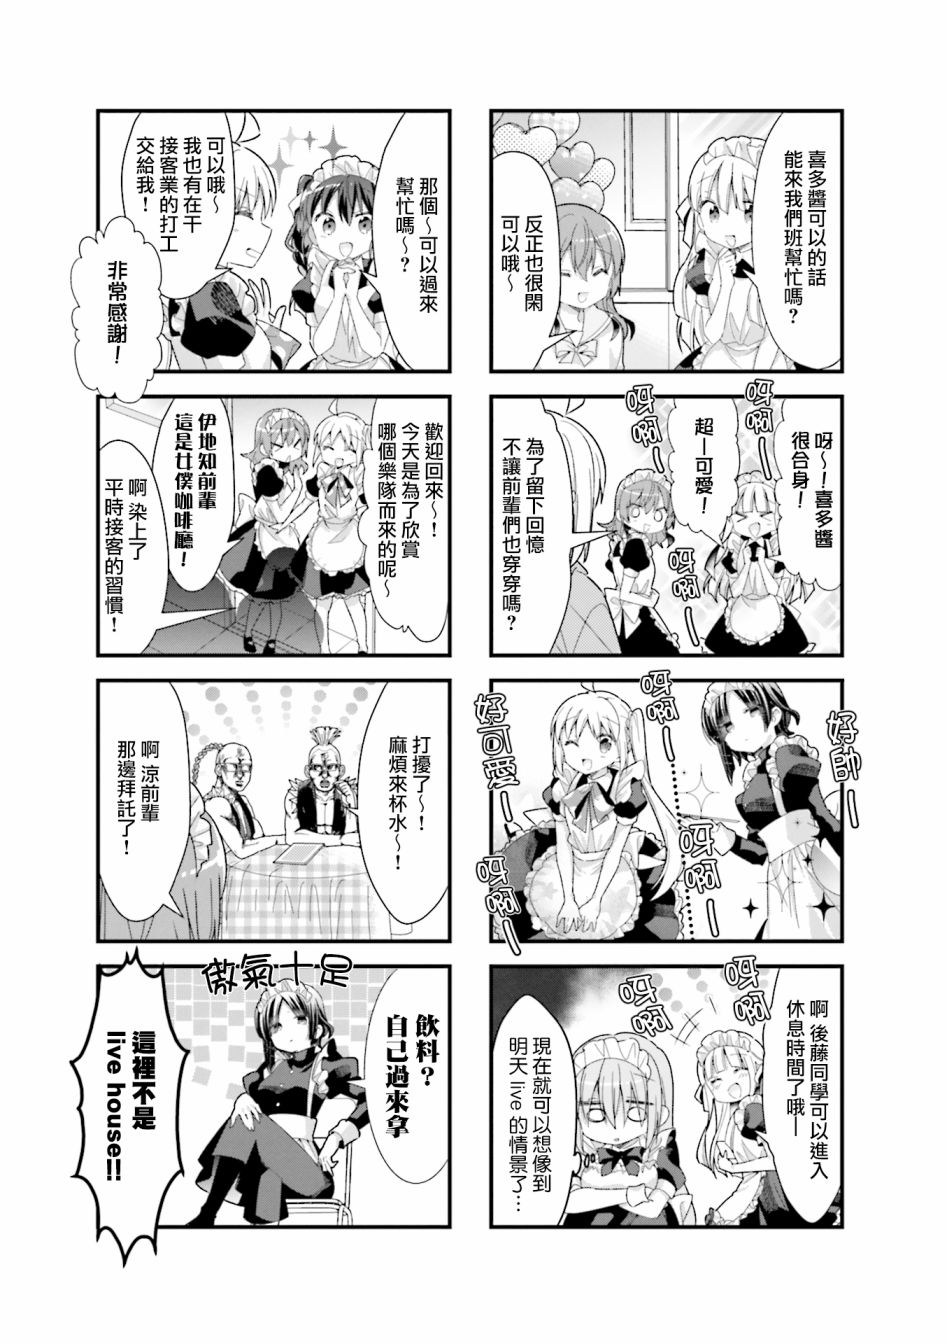 喜多醬可以的話
能來我們班幫忙嗎？
反正也很閑
可以哦～
呀～！喜多醬
很合身！
超—可愛！
呀啊—
呀啊—
呀啊—
為了留下回憶
不讓前輩們也穿穿嗎？
好帥—！
呀啊—
呀啊—
好可愛—
呀啊—
啊 後藤同學可以進入
休息時間了哦—
呀啊—
呀啊—
現在就可以想像到
明天 live 的情景了…
那個～可以過來
幫忙嗎～？
可以哦～
我也有在干
接客業的打工
交給我！
非常感謝！
歡迎回來～！
今天是為了欣賞
哪個樂隊而來的呢～
伊地知前輩
這是女僕咖啡廳！
啊 染上了
平時接客的習慣！
打擾了～！
麻煩來杯水～！
啊 涼前輩
那邊拜託了！
傲氣十足
飲料？
自己過來拿
這裡不是
live house!!